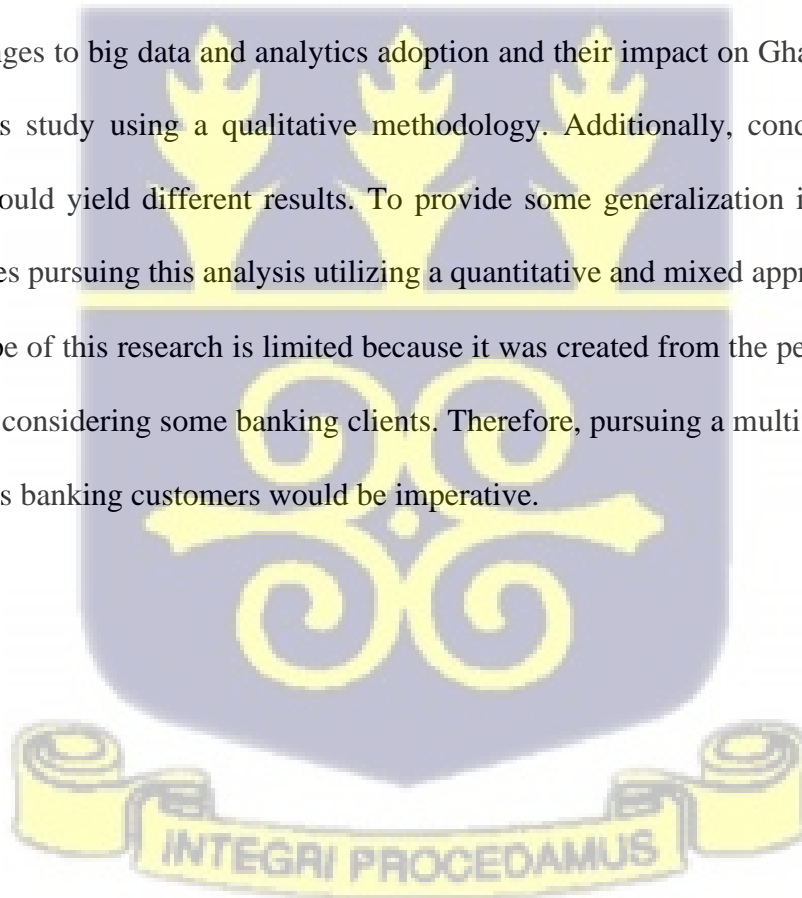 nges to big data and analytics adoption and their impact on Gha
s study using a qualitative methodology. Additionally, cond
ould yield different results. To provide some generalization i
es pursuing this analysis utilizing a quantitative and mixed appr
pe of this research is limited because it was created from the pe
considering some banking clients. Therefore, pursuing a multi
s banking customers would be imperative.
INTEGRI PROCEDAMUS